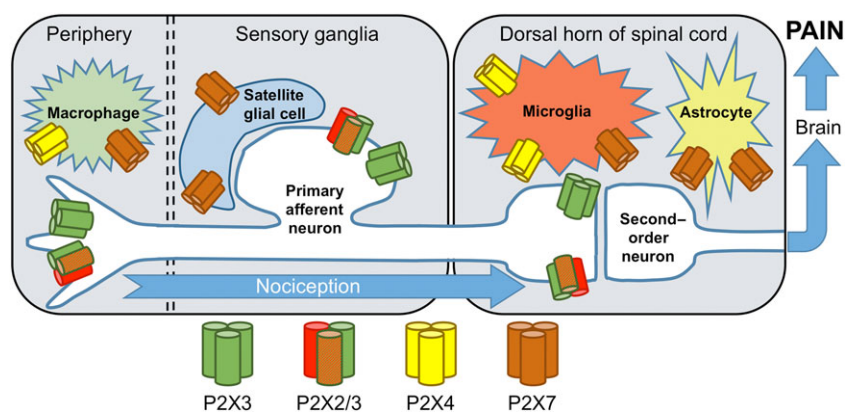 Periphery
Sensory ganglia
Dorsal horn of spinal cord
PAIN
Macrophage
Satellite
glial cell
Microglia
Astrocyte
Brain
Primary
afferent
neuron
Second–
order
neuron
Nociception
P2X3
P2X2/3
P2X4
P2X7